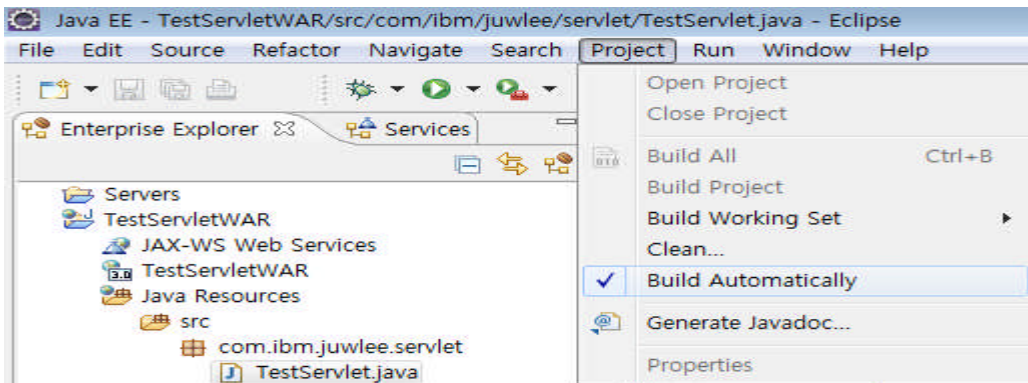 Java EE - TestServletWAR/src/com/ibm/juwlee/servlet/TestServlet.java - Eclipse
File Edit Source Refactor Navigate Search Project Run Window Help
Enterprise Explorer Services
Servers
TestServletWAR
JAX-WS Web Services
3.0 TestServletWAR
Java Resources
src
com.ibm.juwlee.servlet
TestServlet.java
Open Project
Close Project
Build All Ctrl+B
Build Project
Build Working Set
Clean...
Build Automatically
Generate Javadoc...
Properties